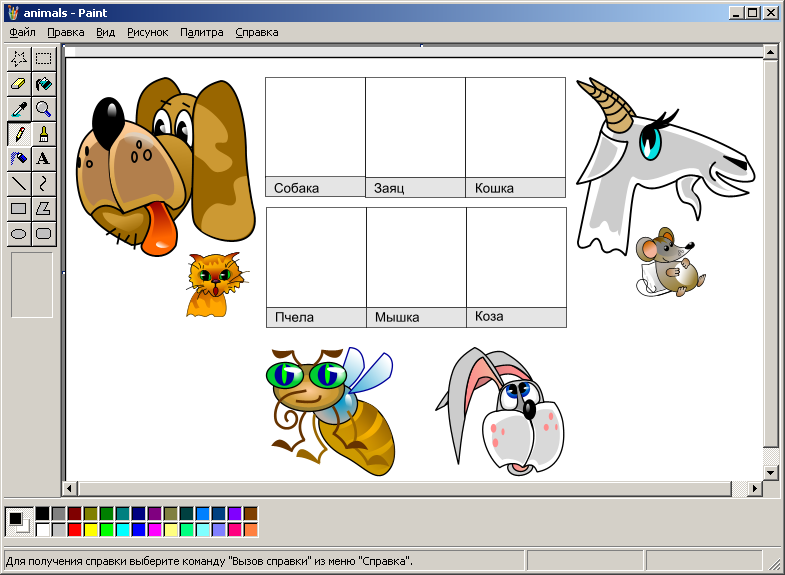 animals - Paint
Файл Правка Вид Рисунок Палитра Справка
A
Собака Заяц Кошка
Пчела Мышка Коза
Для получения справки выберите команду "Вызов справки" из меню "Справка".